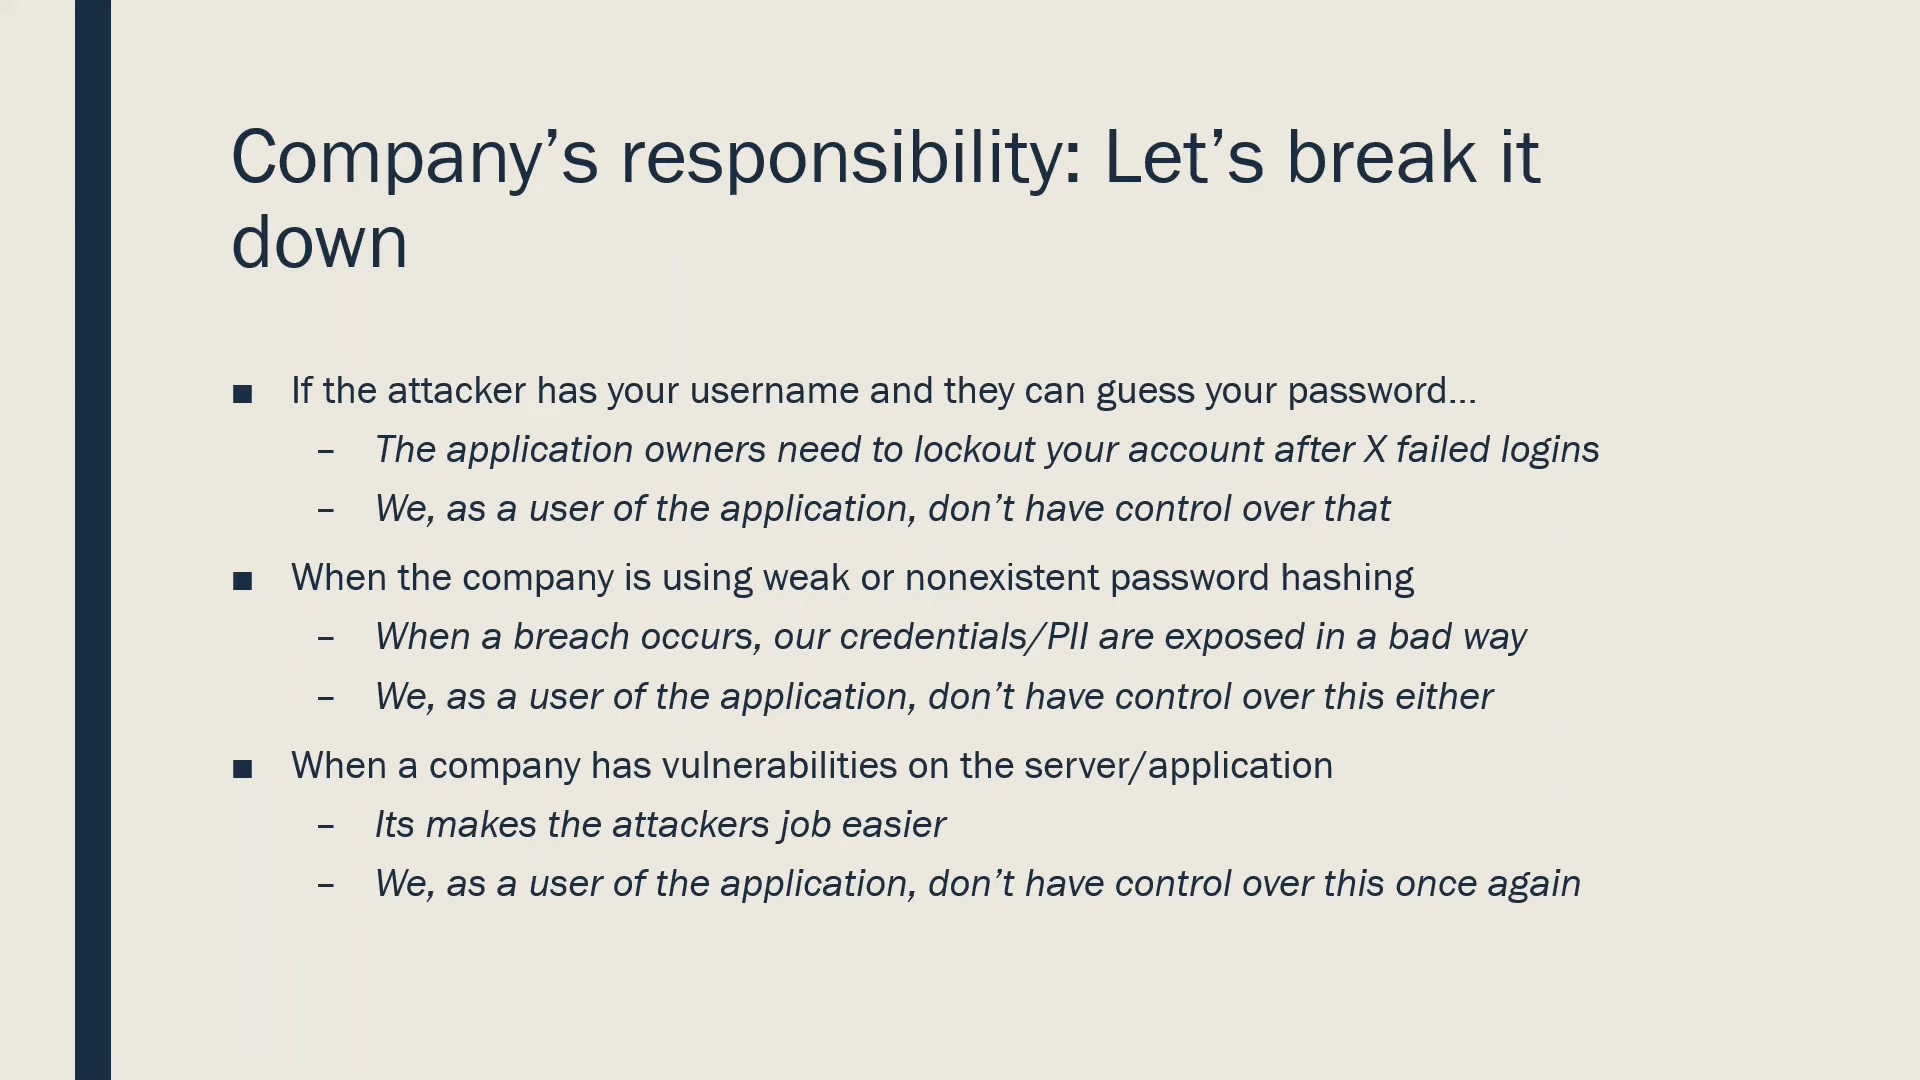 Company’s responsibility: Let’s break it
down
■ If the attacker has your username and they can guess your password…
– The application owners need to lockout your account after X failed logins
– We, as a user of the application, don’t have control over that
■ When the company is using weak or nonexistent password hashing
– When a breach occurs, our credentials/PII are exposed in a bad way
– We, as a user of the application, don’t have control over this either
■ When a company has vulnerabilities on the server/application
– Its makes the attackers job easier
– We, as a user of the application, don’t have control over this once again